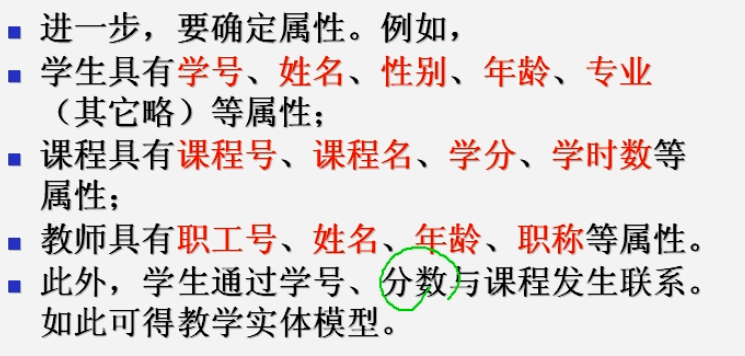 进一步，要确定属性。例如，
学生具有学号、姓名、性别、年龄、专业
（其它略）等属性；
课程具有课程号、课程名、学分、学时数等
属性；
教师具有职工号、姓名、年龄、职称等属性。
此外，学生通过学号、分数与课程发生联系。
如此可得教学实体模型。